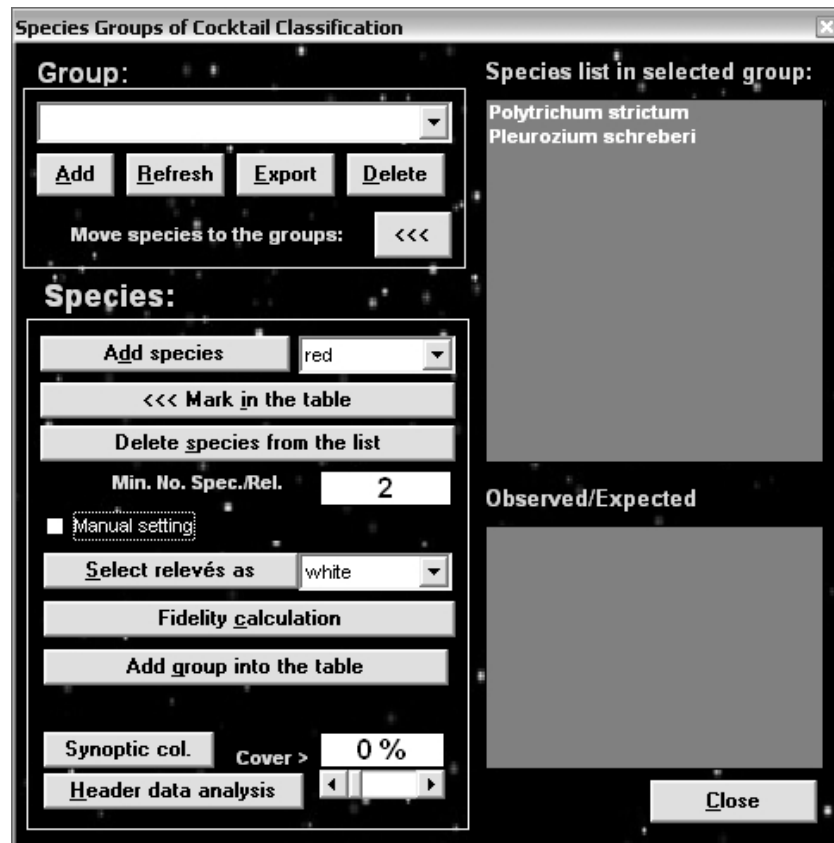 Species Groups of Cocktail Classification
Group:
Add Refresh Export Delete
Move species to the groups: <<<
Species:
Add species red
<<< Mark in the table
Delete species from the list
Min. No. Spec./Rel. 2
Manual setting
Select relevés as white
Fidelity calculation
Add group into the table
Synoptic col. Cover > 0 %
Header data analysis
Species list in selected group:
Polytrichum strictum
Pleurozium schreberi
Observed/Expected
Close